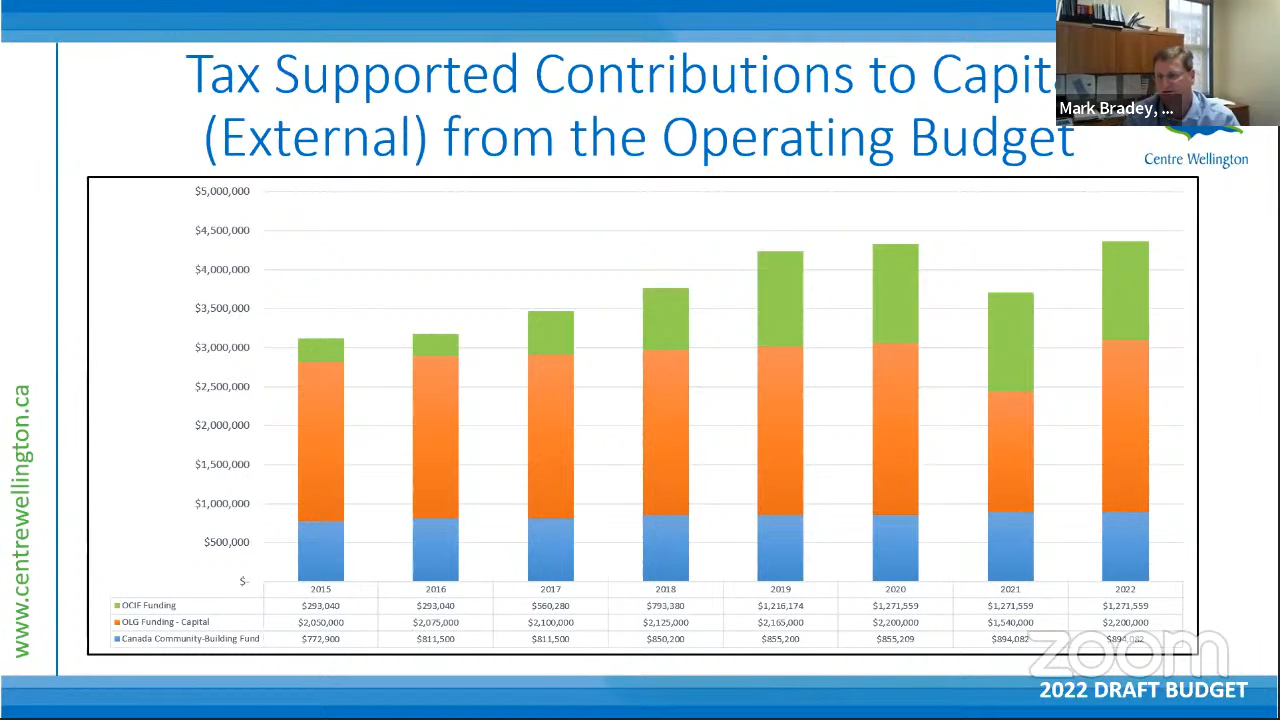 Tax Supported Contributions to Capita
(External) from the Operating Budget
Mark Bradey, ...
Centre Wellington
www.centrewellington.ca
$5,000,000
$4,500,000
$4,000,000
$3,500,000
$3,000,000
$2,500,000
$2,000,000
$1,500,000
$1,000,000
$500,000
$-
2015 2016 2017 2018 2019 2020 2021 2022
OCIF Funding $293,040 $293,040 $560,280 $793,380 $1,216,174 $1,271,559 $1,271,559 $1,271,559
OLG Funding - Capital $2,050,000 $2,075,000 $2,100,000 $2,125,000 $2,165,000 $2,200,000 $1,540,000 $2,200,000
Canada Community-Building Fund $772,900 $811,500 $811,500 $850,200 $855,200 $855,209 $894,082 $894,082
zoom
2022 DRAFT BUDGET